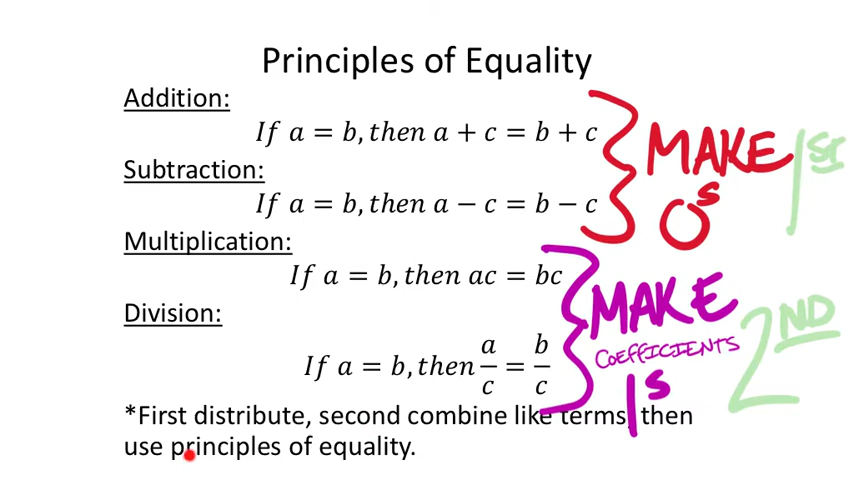 Principles of Equality
Addition:
If a = b, then a + c = b + c
Subtraction:
If a = b, then a − c = b − c
MAKE
0s
1st
Multiplication:
If a = b, then ac = bc
Division:
If a = b, then a/c = b/c
MAKE
COEFFICIENTS
1s
2ND
*First distribute, second combine like terms, then
use principles of equality.